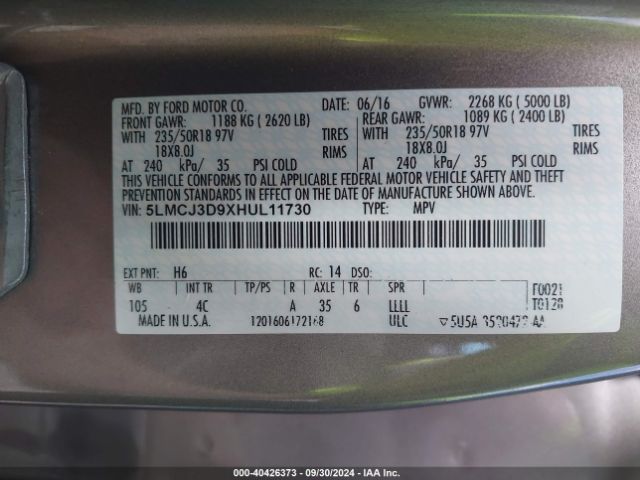 MFD. BY FORD MOTOR CO. DATE: 06/16 GVWR: 2268 KG ( 5000 LB)
FRONT GAWR: 1188 KG ( 2620 LB) REAR GAWR: 1089 KG ( 2400 LB)
WITH 235/50R18 97V TIRES WITH 235/50R18 97V TIRES
18X8.0J RIMS 18X8.0J RIMS
AT 240 kPa/ 35 PSI COLD AT 240 kPa/ 35 PSI COLD
THIS VEHICLE CONFORMS TO ALL APPLICABLE FEDERAL MOTOR VEHICLE SAFETY AND THEFT
PREVENTION STANDARDS IN EFFECT ON THE DATE OF MANUFACTURE SHOWN ABOVE.
VIN: 5LMCJ3D9XHUL11730 TYPE: MPV
EXT PNT: H6 RC: 14 DSO:
WB INT TR TP/PS R AXLE TR SPR
105 4C A 35 6 LLLL
F0021
T0128
MADE IN U.S.A. ULC
000-40426373 - 09/30/2024 - IAA Inc.